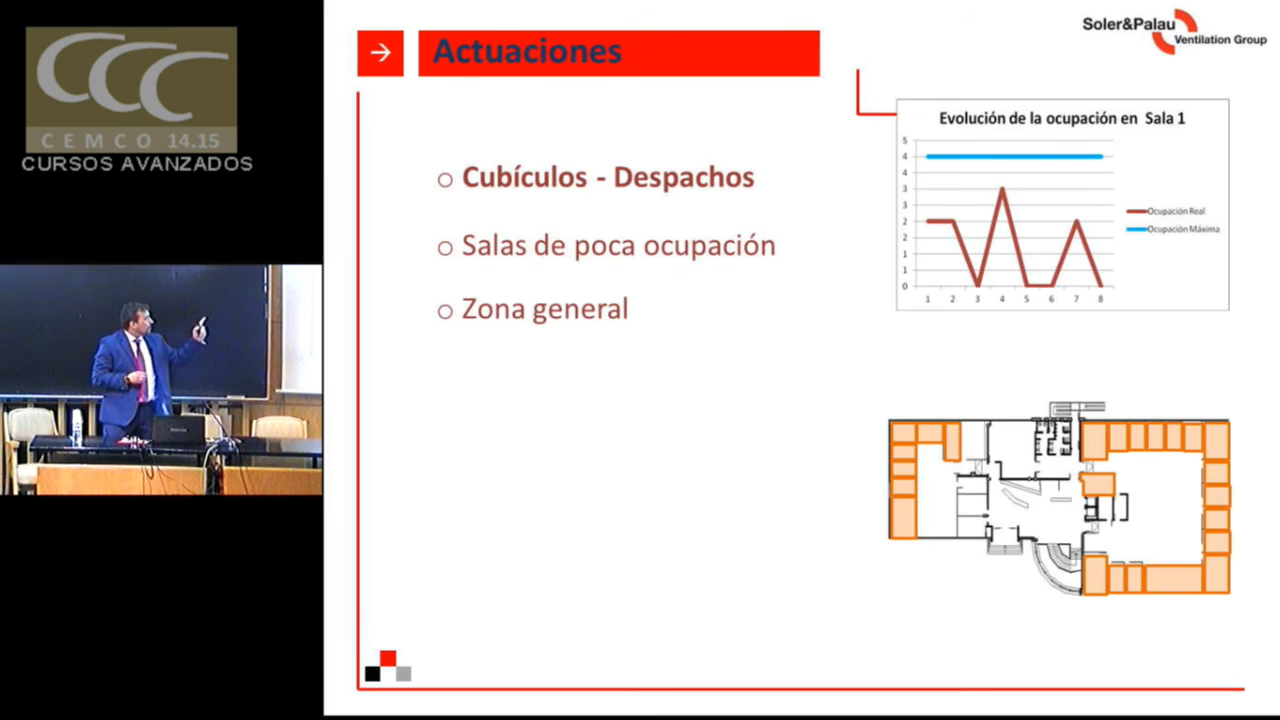 CCC
CEMCO 14.15
CURSOS AVANZADOS
→ Actuaciones
Soler&Palau
Ventilation Group
o Cubículos - Despachos
o Salas de poca ocupación
o Zona general
Evolución de la ocupación en Sala 1
5
4
4
3
3
2
2
1
1
0
1 2 3 4 5 6 7 8
Ocupación Real
Ocupación Máxima